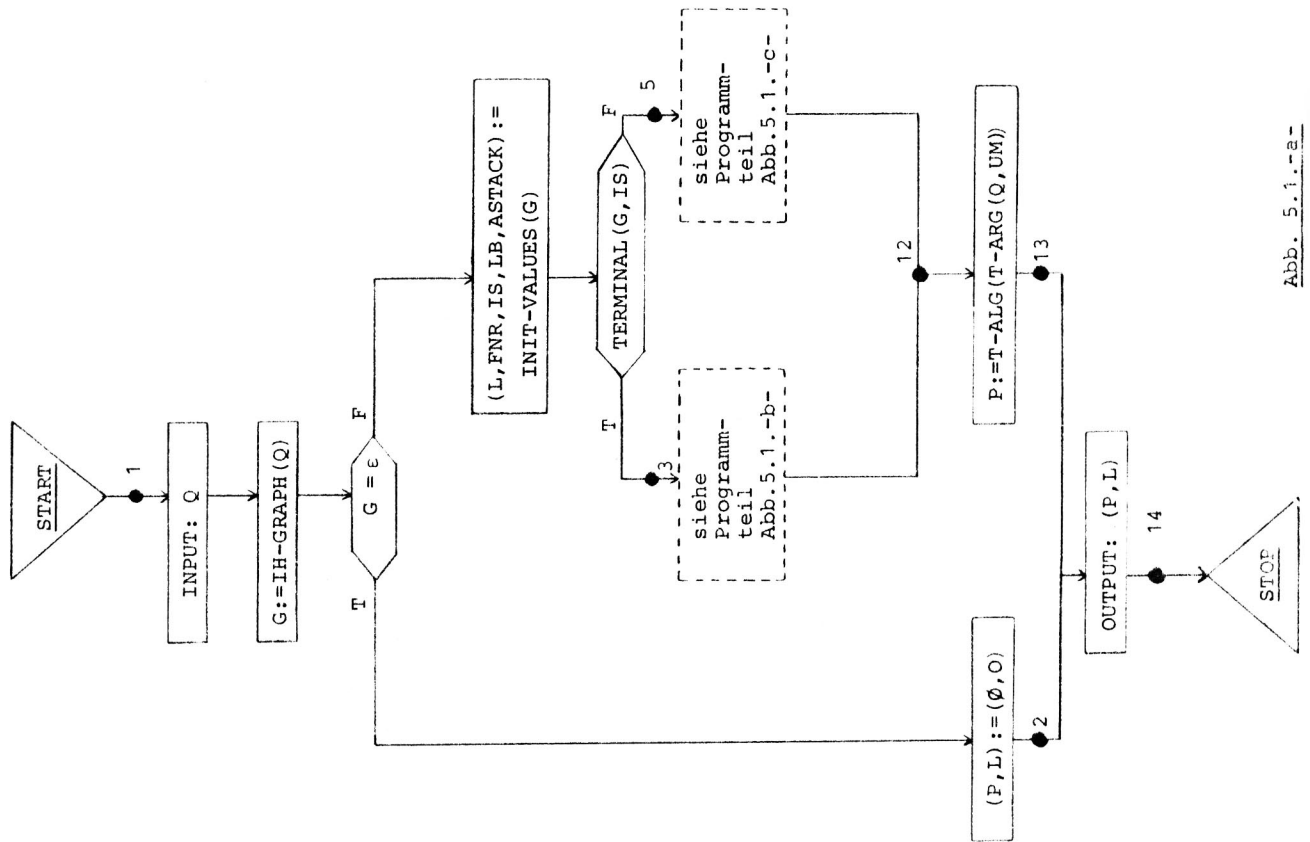 START
1
INPUT: Q
G:=IH-GRAPH(Q)
G = ε
T
F
(L,FNR,IS,LB,ASTACK):=
INIT-VALUES(G)
TERMINAL(G,IS)
T
F
3
5
siehe
Programm-
teil
Abb.5.1.-b-
siehe
Programm-
teil
Abb.5.1.-c-
12
(P,L):=(Ø,O)
P:=T-ALG(T-ARG(Q,UM))
2
13
OUTPUT: (P,L)
14
STOP
Abb. 5.1.-a-